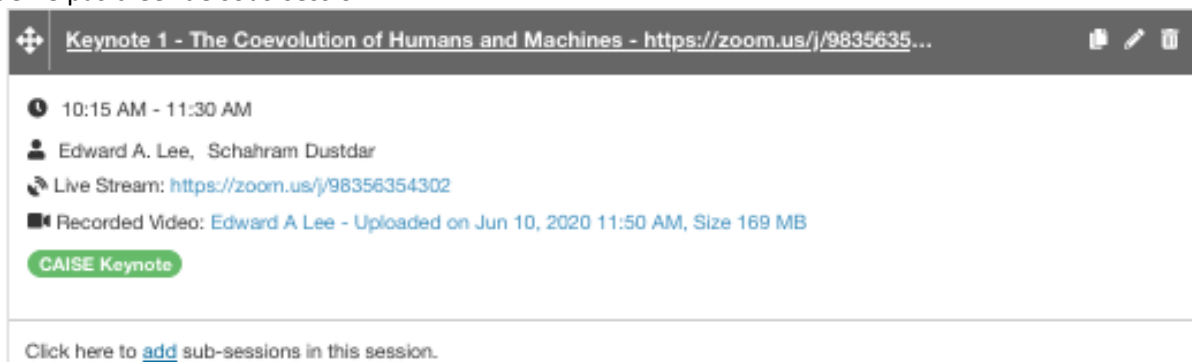 Keynote 1 - The Coevolution of Humans and Machines - https://zoom.us/j/9835635...
10:15 AM - 11:30 AM
Edward A. Lee, Schahram Dustdar
Live Stream: https://zoom.us/j/98356354302
Recorded Video: Edward A Lee - Uploaded on Jun 10, 2020 11:50 AM, Size 169 MB
CAISE Keynote
Click here to add sub-sessions in this session.